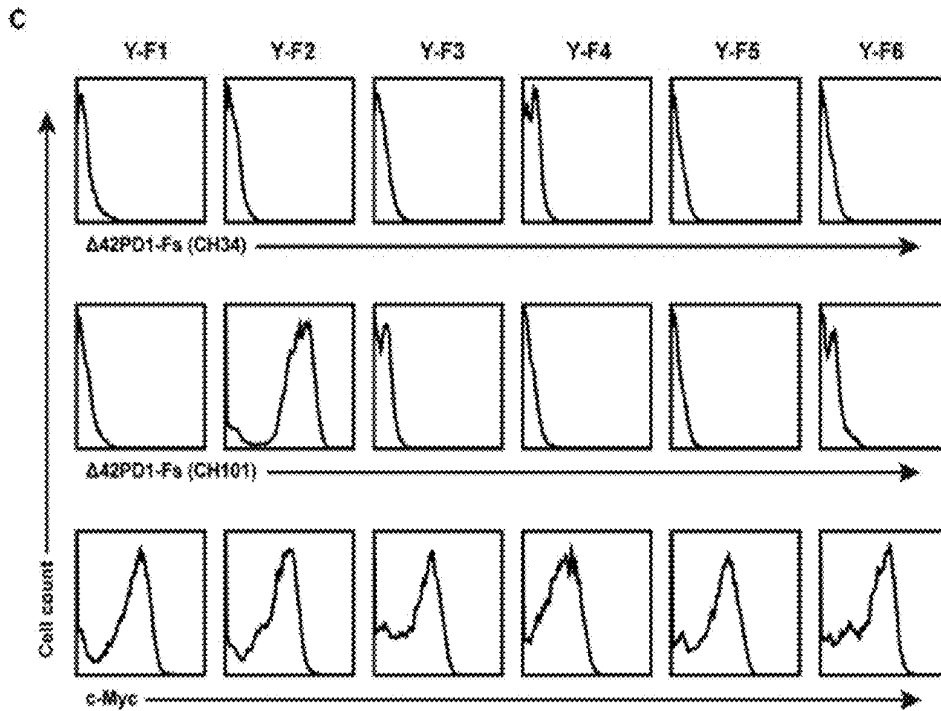 C
Y-F1 Y-F2 Y-F3 Y-F4 Y-F5 Y-F6
Δ42PD1-Fs (CH34)
Δ42PD1-Fs (CH101)
Cell count
c-Myc